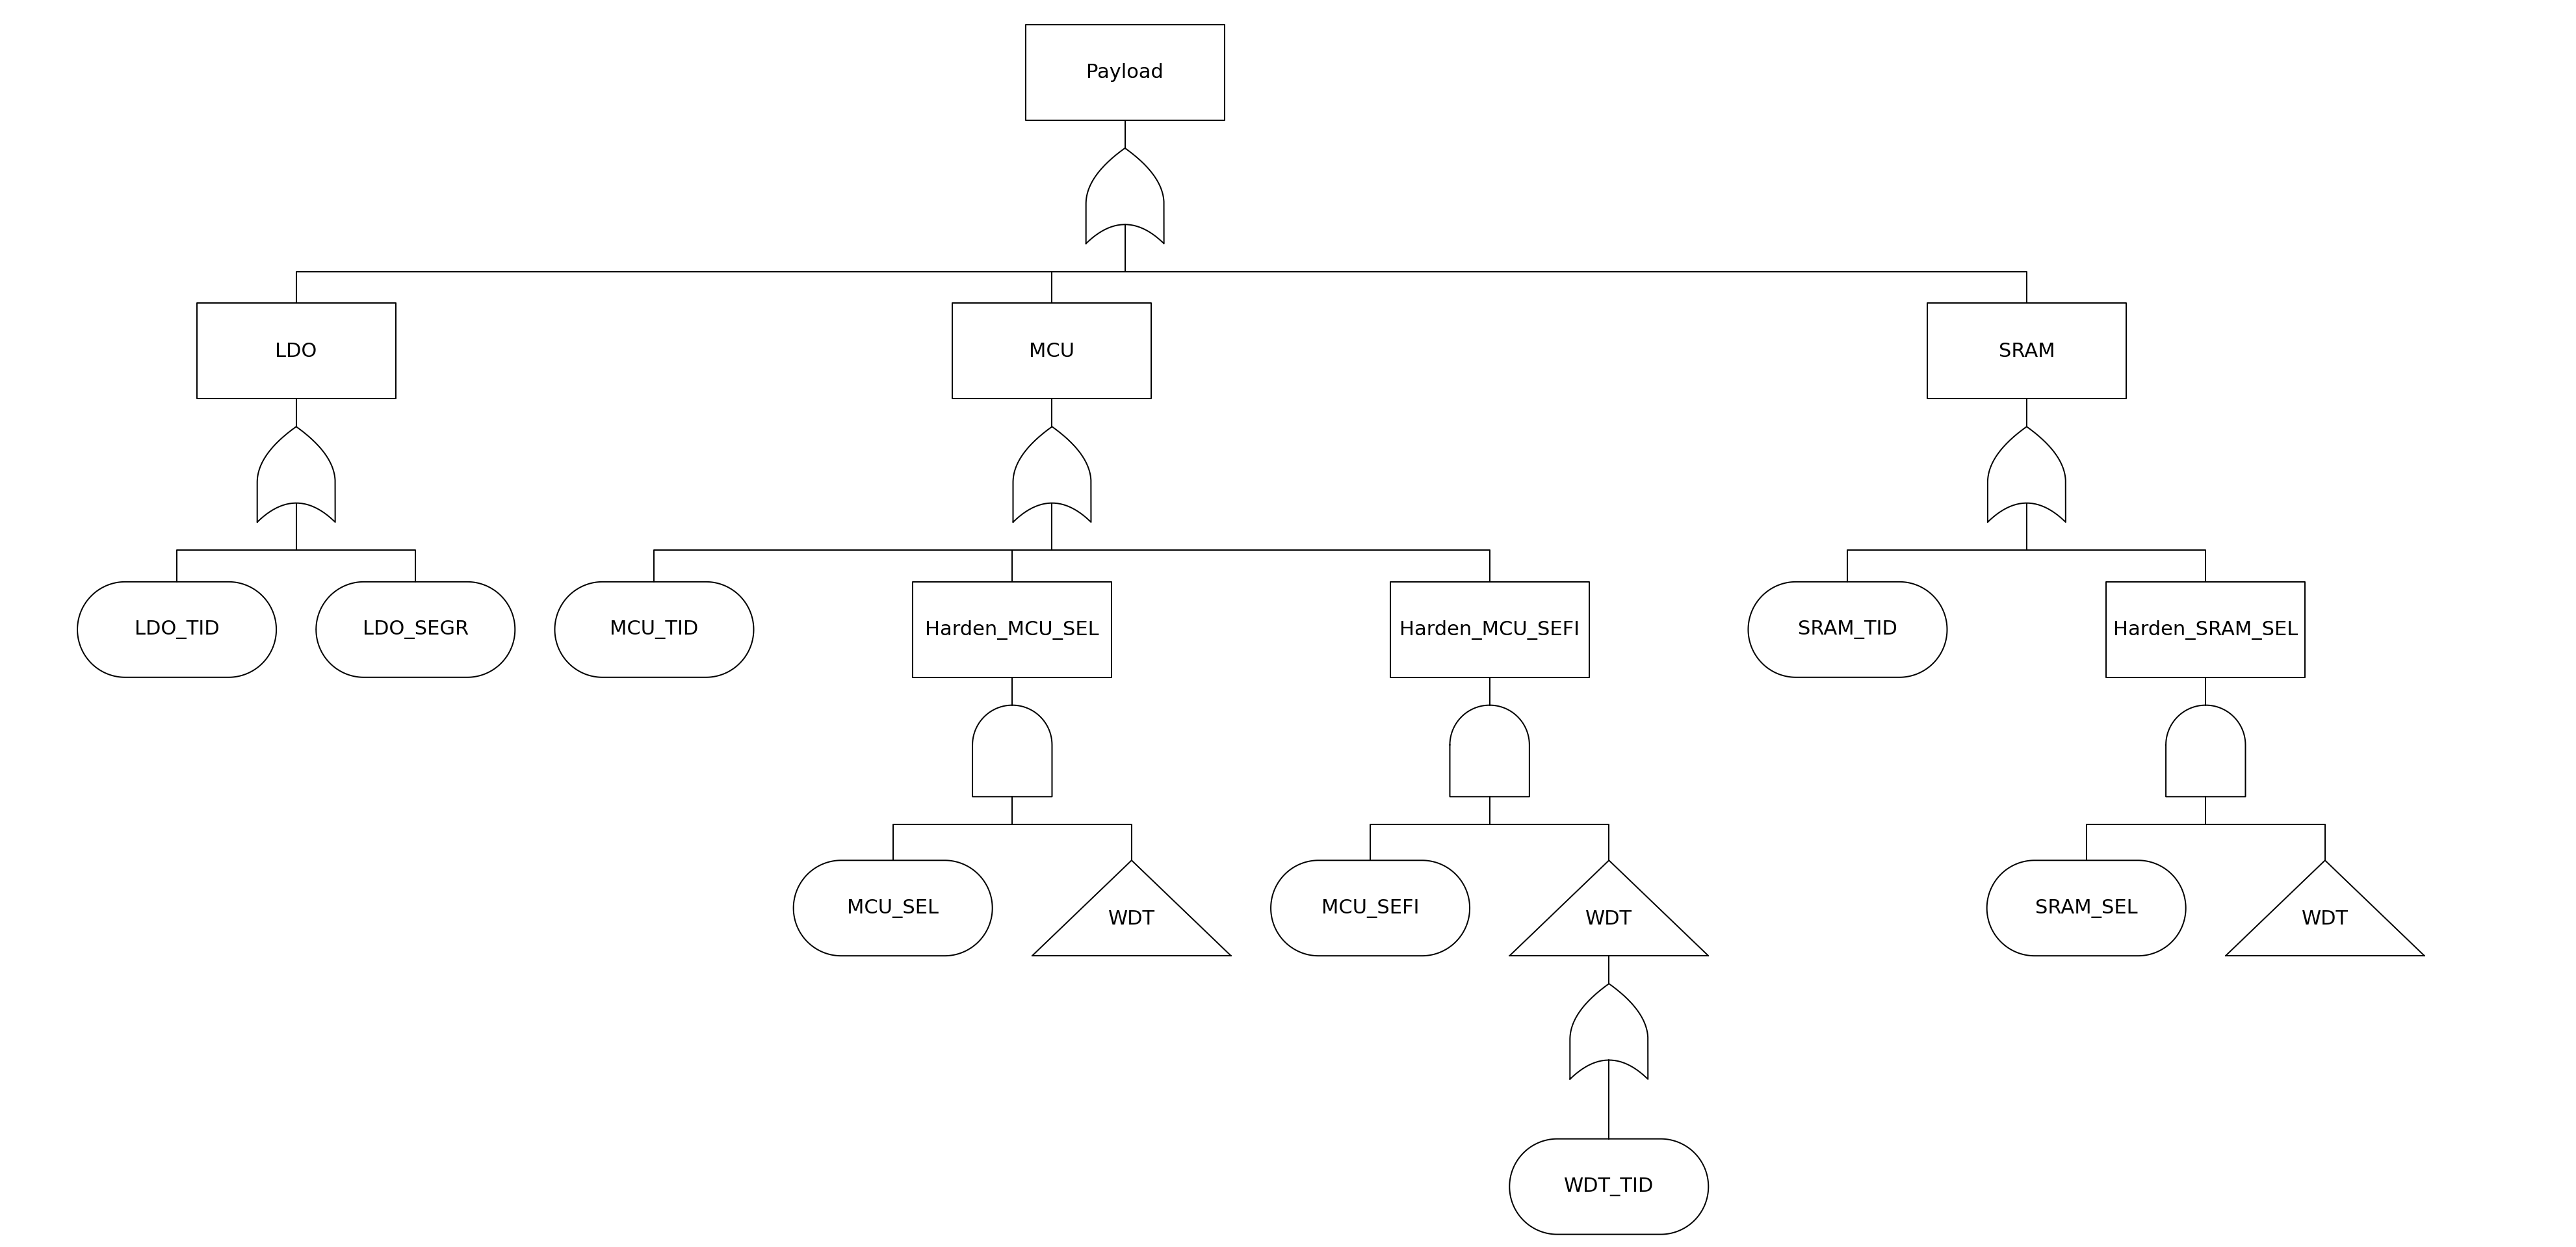 Payload
LDO
MCU
SRAM
LDO_TID
LDO_SEGR
MCU_TID
Harden_MCU_SEL
Harden_MCU_SEFI
SRAM_TID
Harden_SRAM_SEL
MCU_SEL
WDT
MCU_SEFI
WDT
SRAM_SEL
WDT
WDT_TID